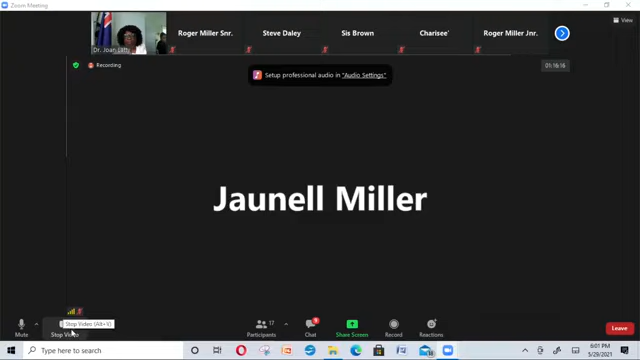 Zoom Meeting
View
Dr. Joan Latty
Roger Miller Snr.
Steve Daley
Sis Brown
Charisee'
Roger Miller Jnr.
Recording
Setup professional audio in "Audio Settings"
01:16:16
Jaunell Miller
Stop Video (Alt+V)
Mute
Stop Video
Participants
17
Chat
Share Screen
Record
Reactions
Leave
Type here to search
5:01 PM
5/29/2021